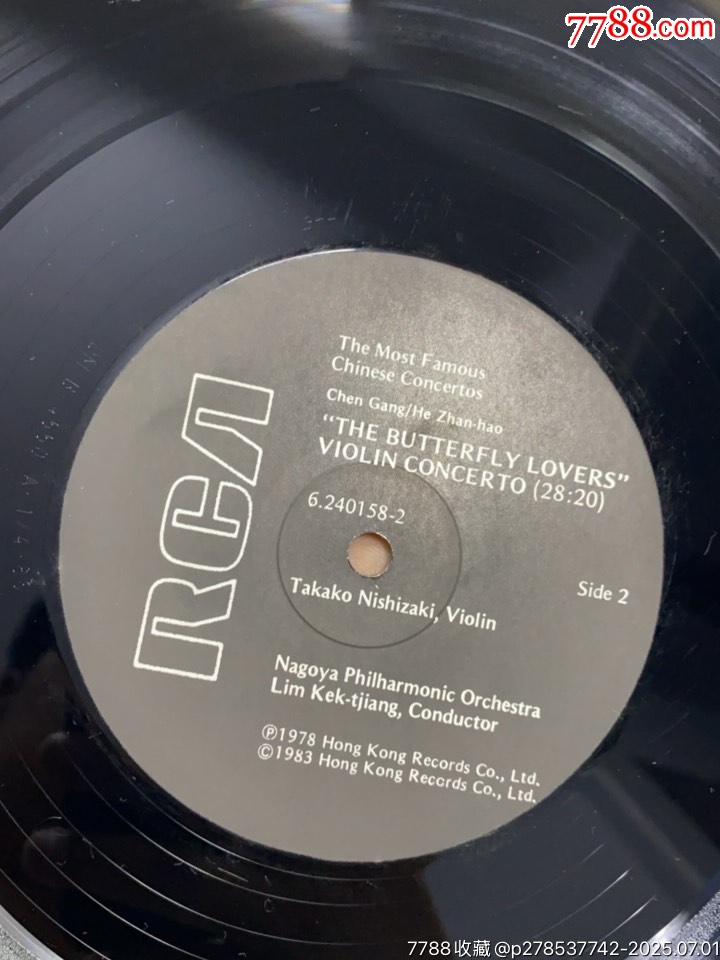 7788.com
The Most Famous
Chinese Concertos
Chen Gang/He Zhan-hao
“THE BUTTERFLY LOVERS”
VIOLIN CONCERTO (28:20)
6.240158-2
RCA
Side 2
Takako Nishizaki, Violin
Nagoya Philharmonic Orchestra
Lim Kek-tjiang, Conductor
Ⓟ1978 Hong Kong Records Co., Ltd.
©1983 Hong Kong Records Co., Ltd.
7788收藏 @p278537742-2025.07.01